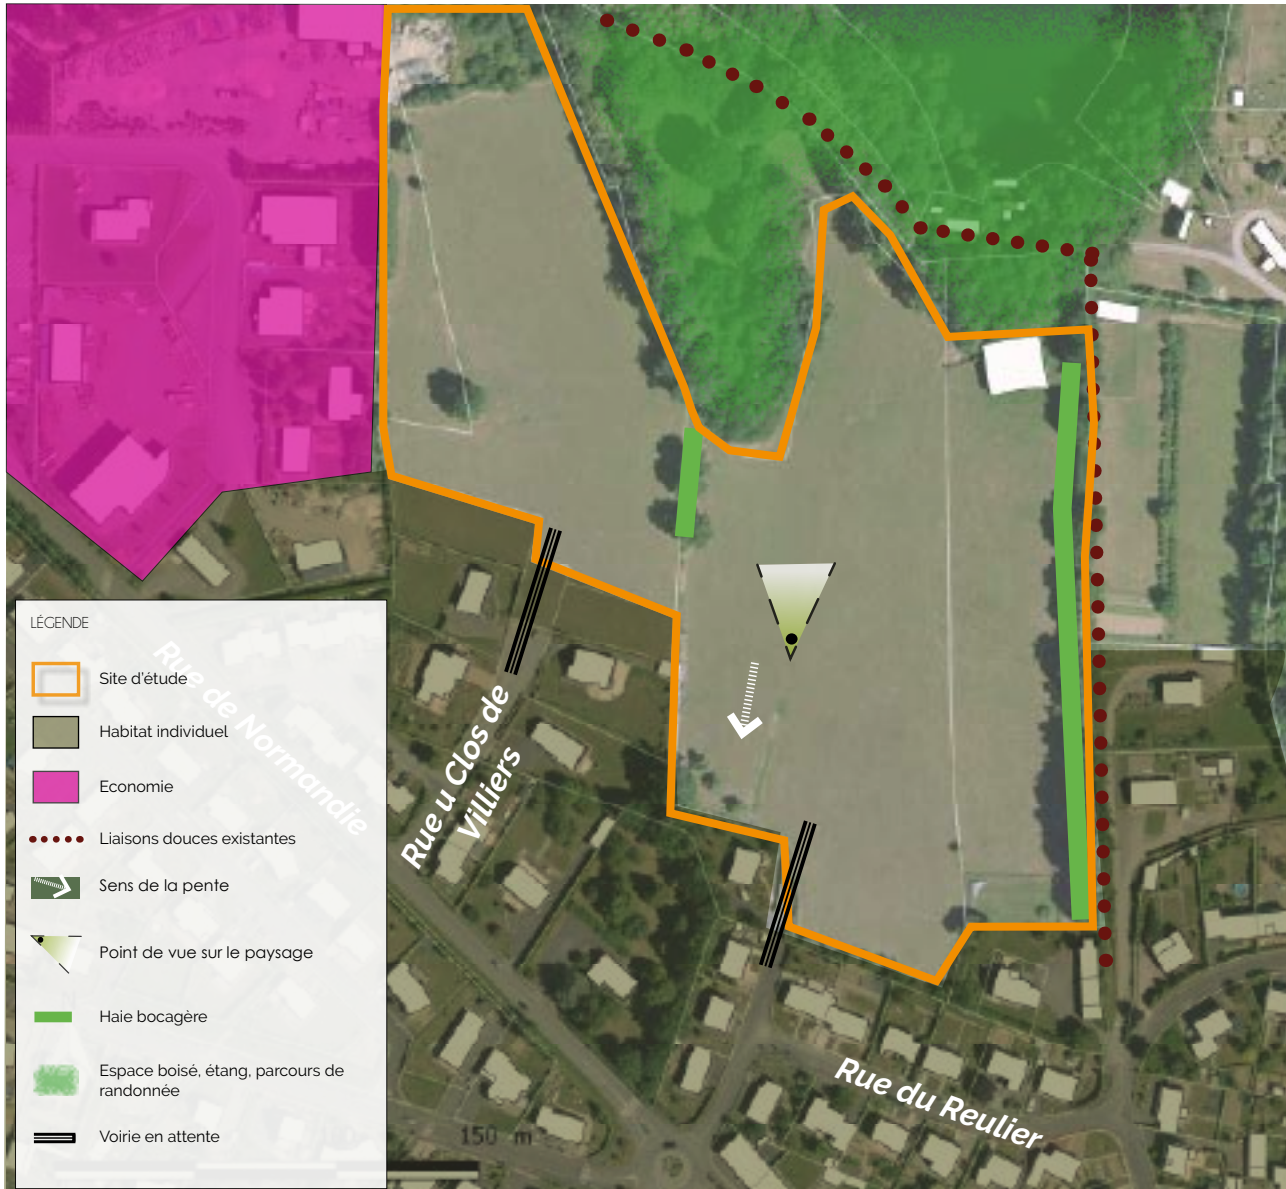 LÉGENDE
Site d'étude
Habitat individuel
Economie
Liaisons douces existantes
Sens de la pente
Point de vue sur le paysage
Haie bocagère
Espace boisé, étang, parcours de
randonnée
Voirie en attente
Rue de Normandie
Rue u Clos de
Villiers
Rue du Reulier
150 m